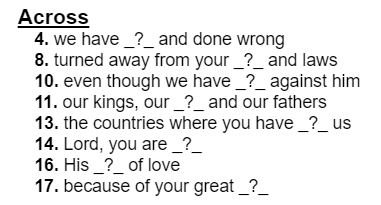 Across
4. we have _?_ and done wrong
8. turned away from your _?_ and laws
10. even though we have _?_ against him
11. our kings, our _?_ and our fathers
13. the countries where you have _?_ us
14. Lord, you are _?_
16. His _?_ of love
17. because of your great _?_